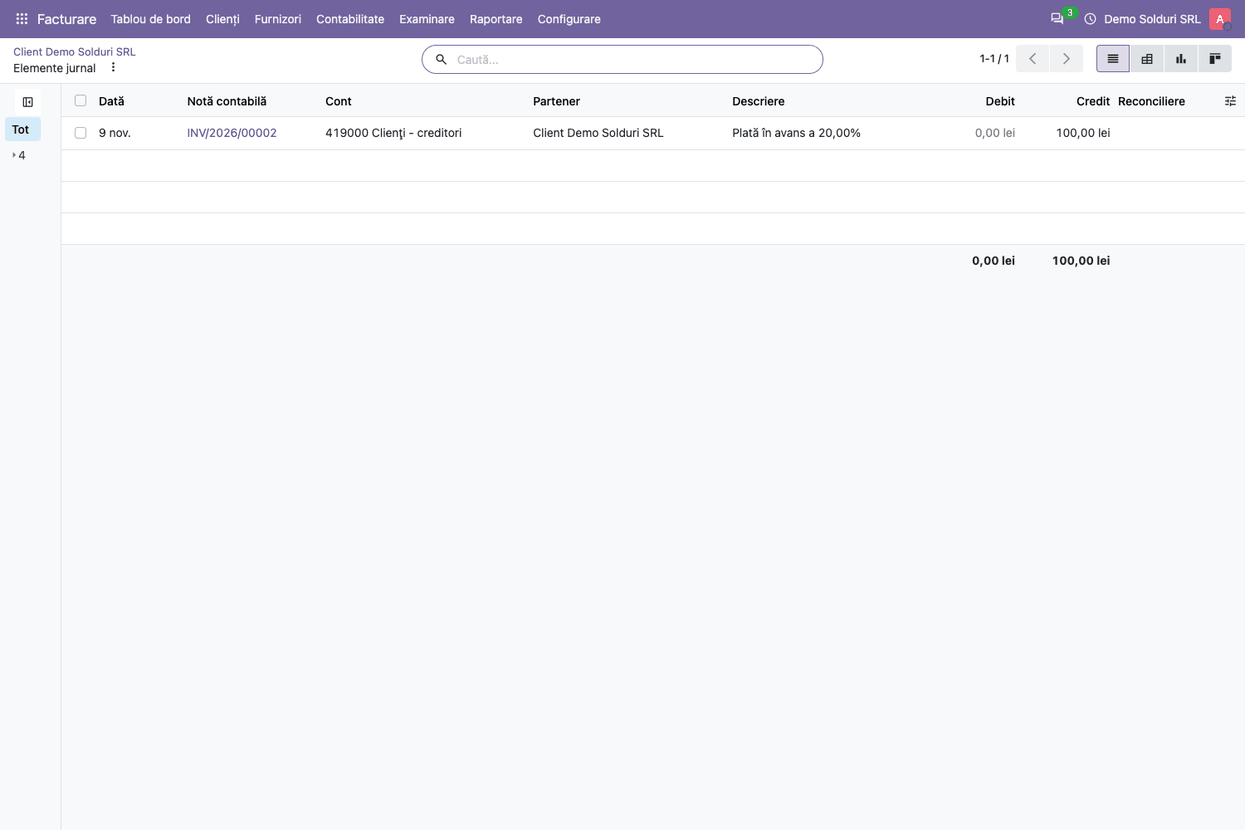 Facturare Tablou de bord Clienți Furnizori Contabilitate Examinare Raportare Configurare 3 Demo Solduri SRL A
Client Demo Solduri SRL
Elemente jurnal
Caută...
1-1 / 1
Dată Notă contabilă Cont Partener Descriere Debit Credit Reconciliere
Tot
9 nov. INV/2026/00002 419000 Clienţi - creditori Client Demo Solduri SRL Plată în avans a 20,00% 0,00 lei 100,00 lei
4
0,00 lei 100,00 lei